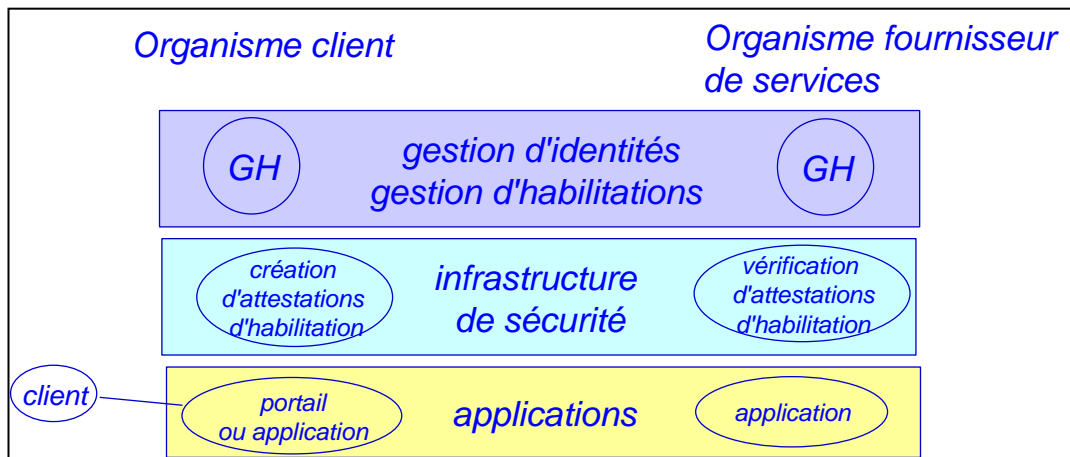 Organisme client
Organisme fournisseur
de services
GH
gestion d'identités
gestion d'habilitations
GH
création
d'attestations
d'habilitation
infrastructure
de sécurité
vérification
d'attestations
d'habilitation
client
portail
ou application
applications
application